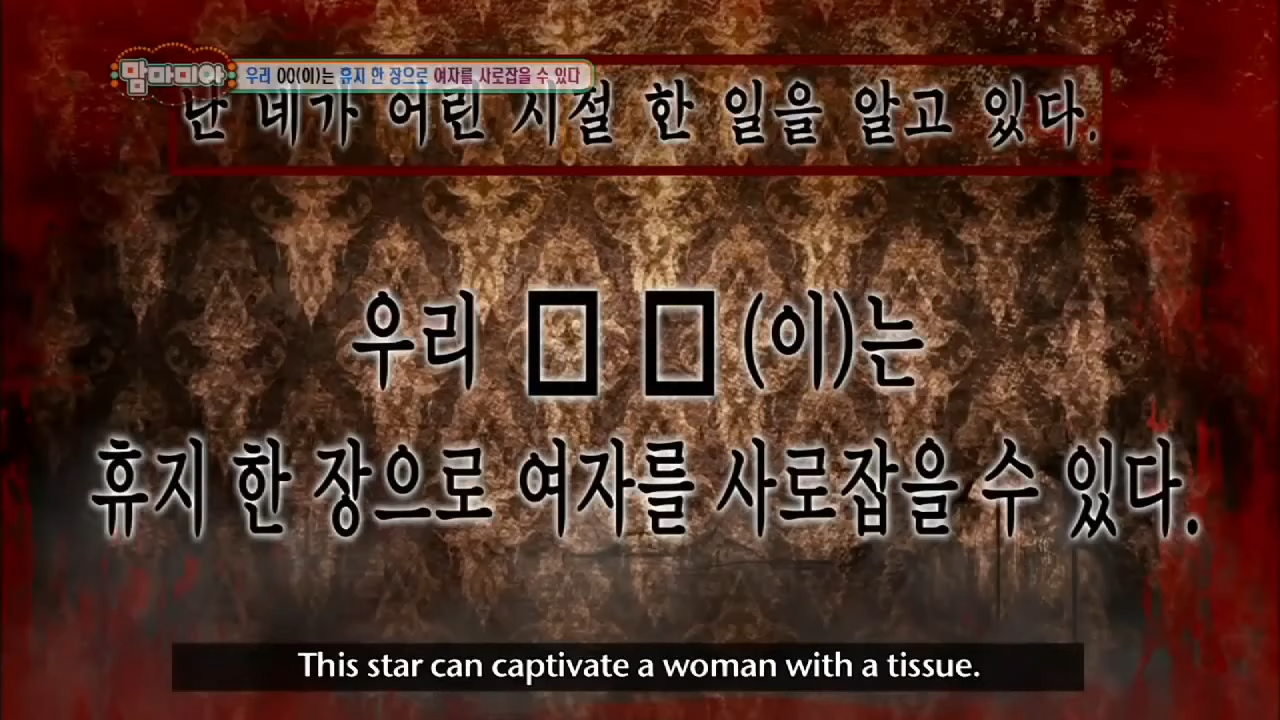 맘마미아
우리 OO(이)는 휴지 한 장으로 여자를 사로잡을 수 있다
난 네가 어린 시절 한 일을 알고 있다.
우리 □ □ (이)는
휴지 한 장으로 여자를 사로잡을 수 있다.
This star can captivate a woman with a tissue.